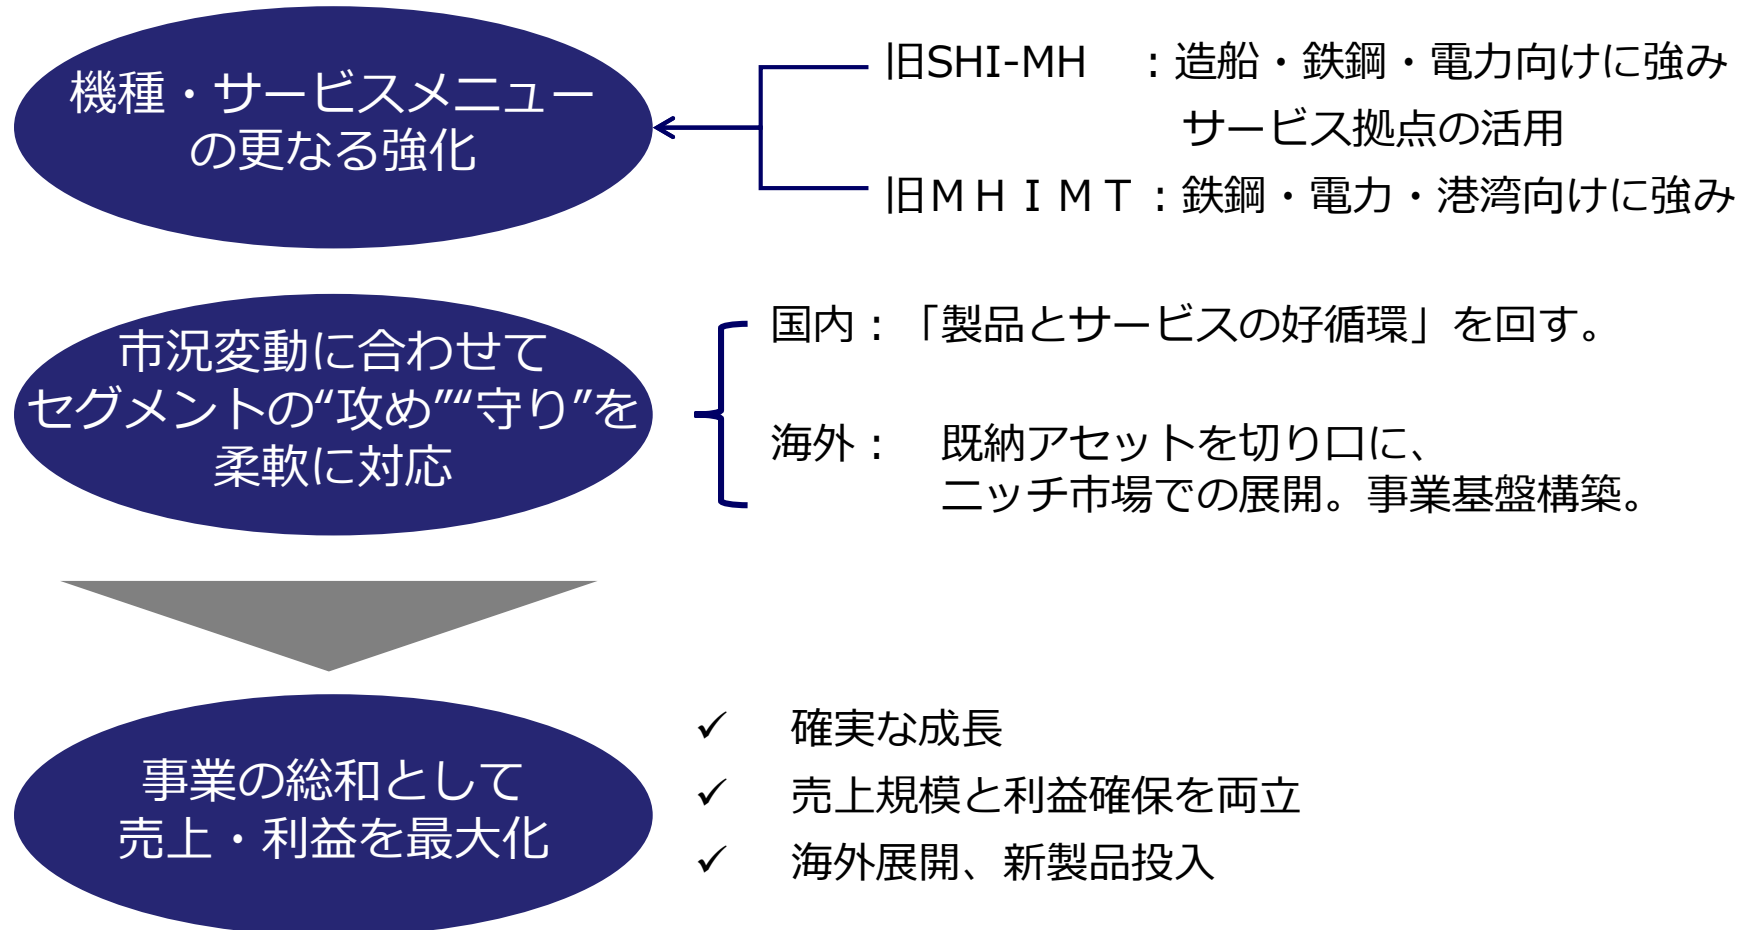 機種・サービスメニュー
の更なる強化
旧SHI-MH　：造船・鉄鋼・電力向けに強み
サービス拠点の活用
旧ＭＨＩＭＴ：鉄鋼・電力・港湾向けに強み
市況変動に合わせて
セグメントの“攻め”“守り”を
柔軟に対応
国内：「製品とサービスの好循環」を回す。
海外：　既納アセットを切り口に、
ニッチ市場での展開。事業基盤構築。
事業の総和として
売上・利益を最大化
✓　確実な成長
✓　売上規模と利益確保を両立
✓　海外展開、新製品投入